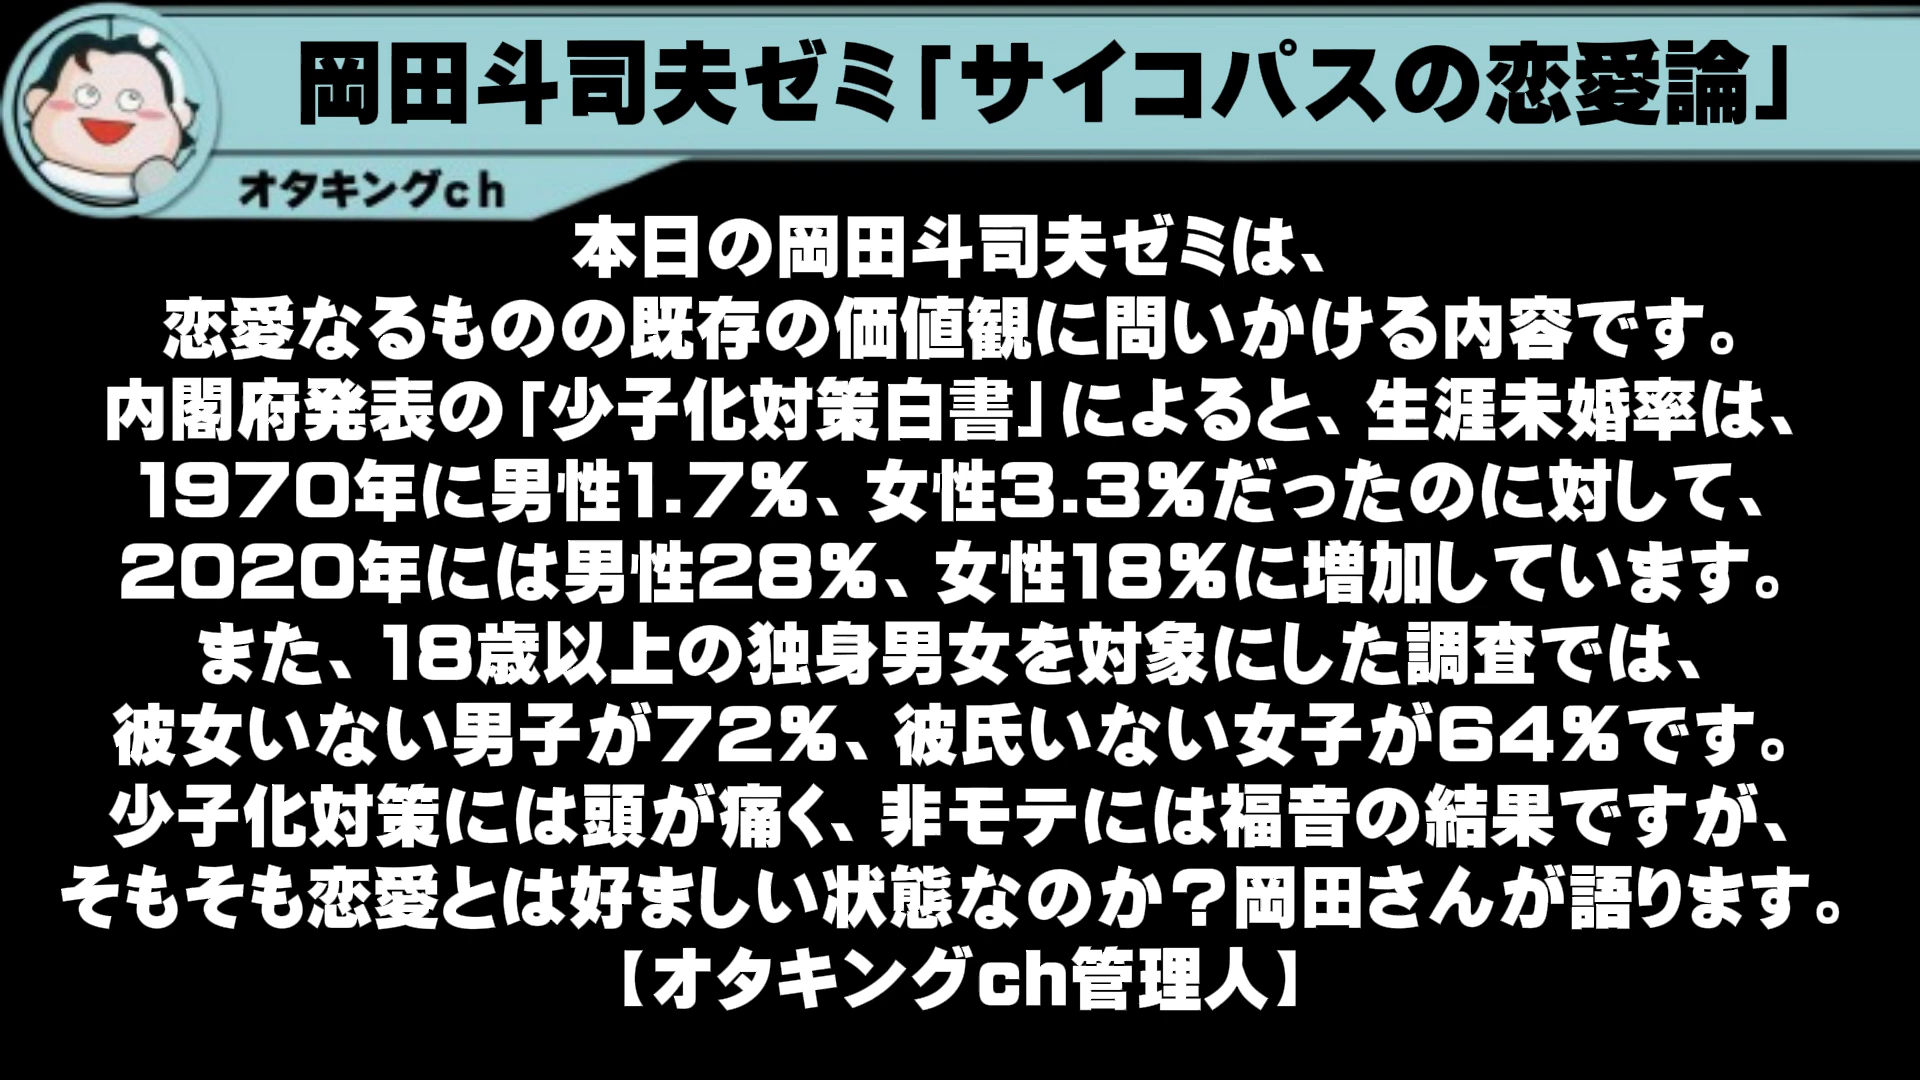 岡田斗司夫ゼミ「サイコパスの恋愛論」
オタキングch
本日の岡田斗司夫ゼミは、
恋愛なるものの既存の価値観に問いかける内容です。
内閣府発表の「少子化対策白書」によると、生涯未婚率は、
1970年に男性1.7%、女性3.3%だったのに対して、
2020年には男性28%、女性18%に増加しています。
また、18歳以上の独身男女を対象にした調査では、
彼女いない男子が72%、彼氏いない女子が64%です。
少子化対策には頭が痛く、非モテには福音の結果ですが、
そもそも恋愛とは好ましい状態なのか?岡田さんが語ります。
【オタキングch管理人】